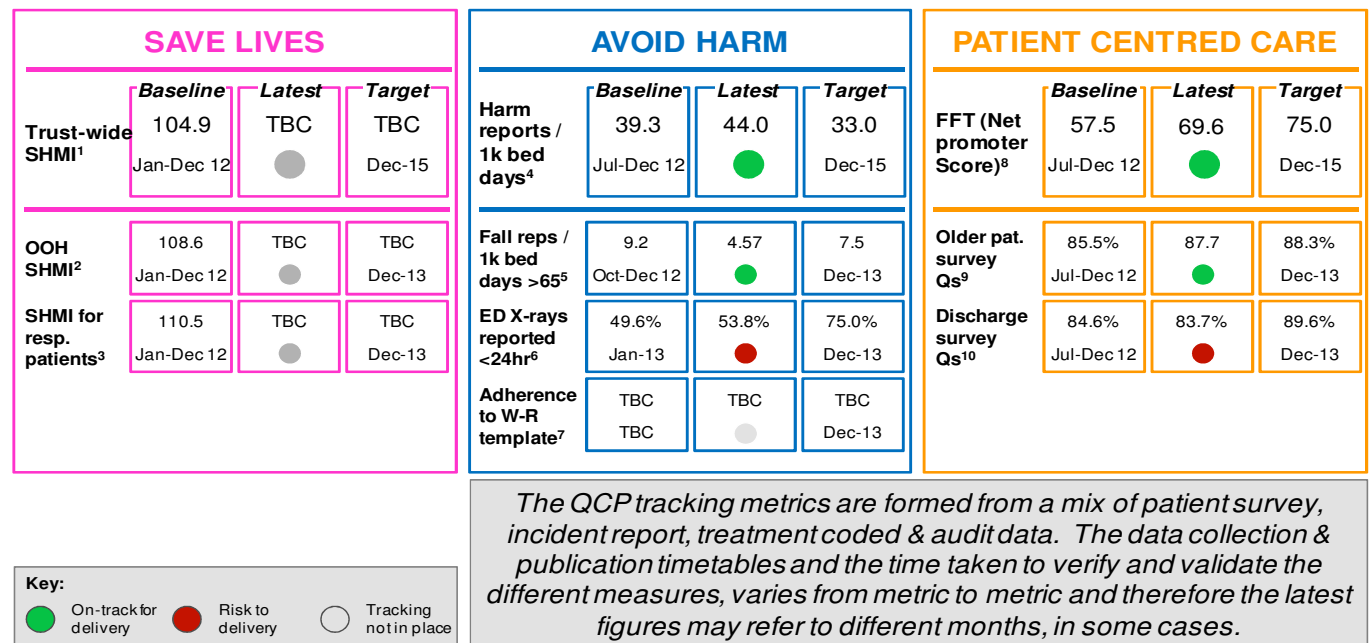 SAVE LIVES
Baseline Latest Target
Trust-wide SHMI¹
104.9 TBC TBC
Jan-Dec 12 Dec-15
OOH SHMI²
108.6 TBC TBC
Jan-Dec 12 Dec-13
SHMI for resp. patients³
110.5 TBC TBC
Jan-Dec 12 Dec-13
AVOID HARM
Baseline Latest Target
Harm reports / 1k bed days⁴
39.3 44.0 33.0
Jul-Dec 12 Dec-15
Fall reps / 1k bed days >65⁵
9.2 4.57 7.5
Oct-Dec 12 Dec-13
ED X-rays reported <24hr⁶
49.6% 53.8% 75.0%
Jan-13 Dec-13
Adherence to W-R template⁷
TBC TBC TBC
TBC Dec-13
PATIENT CENTRED CARE
Baseline Latest Target
FFT (Net promoter Score)⁸
57.5 69.6 75.0
Jul-Dec 12 Dec-15
Older pat. survey Qs⁹
85.5% 87.7 88.3%
Jul-Dec 12 Dec-13
Discharge survey Qs¹⁰
84.6% 83.7% 89.6%
Jul-Dec 12 Dec-13
The QCP tracking metrics are formed from a mix of patient survey,
incident report, treatment coded & audit data. The data collection &
publication timetables and the time taken to verify and validate the
different measures, varies from metric to metric and therefore the latest
figures may refer to different months, in some cases.
Key:
On-track for delivery
Risk to delivery
Tracking not in place